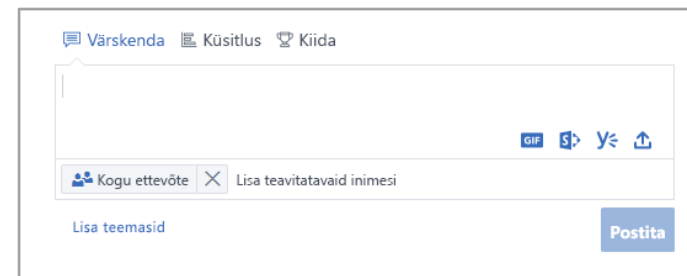 Värskenda Küsitlus Kiida
GIF
Kogu ettevõte Lisa teavitatavaid inimesi
Lisa teemasid
Postita